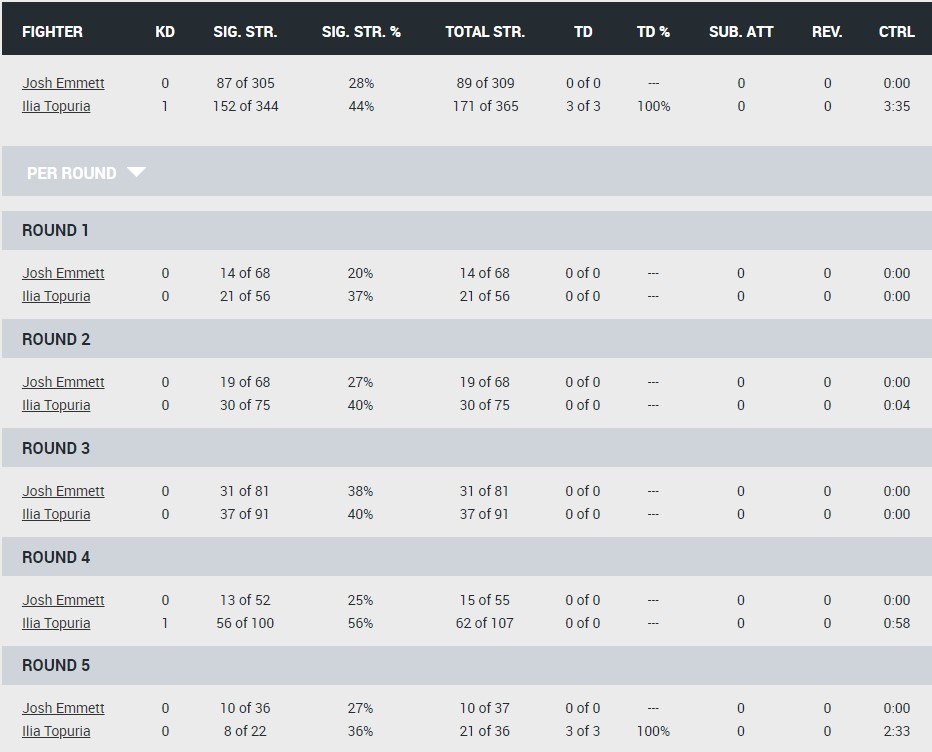 FIGHTER KD SIG. STR. SIG. STR. % TOTAL STR. TD TD % SUB. ATT REV. CTRL
Josh Emmett 0 87 of 305 28% 89 of 309 0 of 0 --- 0 0 0:00
Ilia Topuria 1 152 of 344 44% 171 of 365 3 of 3 100% 0 0 3:35
PER ROUND
ROUND 1
Josh Emmett 0 14 of 68 20% 14 of 68 0 of 0 --- 0 0 0:00
Ilia Topuria 0 21 of 56 37% 21 of 56 0 of 0 --- 0 0 0:00
ROUND 2
Josh Emmett 0 19 of 68 27% 19 of 68 0 of 0 --- 0 0 0:00
Ilia Topuria 0 30 of 75 40% 30 of 75 0 of 0 --- 0 0 0:04
ROUND 3
Josh Emmett 0 31 of 81 38% 31 of 81 0 of 0 --- 0 0 0:00
Ilia Topuria 0 37 of 91 40% 37 of 91 0 of 0 --- 0 0 0:00
ROUND 4
Josh Emmett 0 13 of 52 25% 15 of 55 0 of 0 --- 0 0 0:00
Ilia Topuria 1 56 of 100 56% 62 of 107 0 of 0 --- 0 0 0:58
ROUND 5
Josh Emmett 0 10 of 36 27% 10 of 37 0 of 0 --- 0 0 0:00
Ilia Topuria 0 8 of 22 36% 21 of 36 3 of 3 100% 0 0 2:33